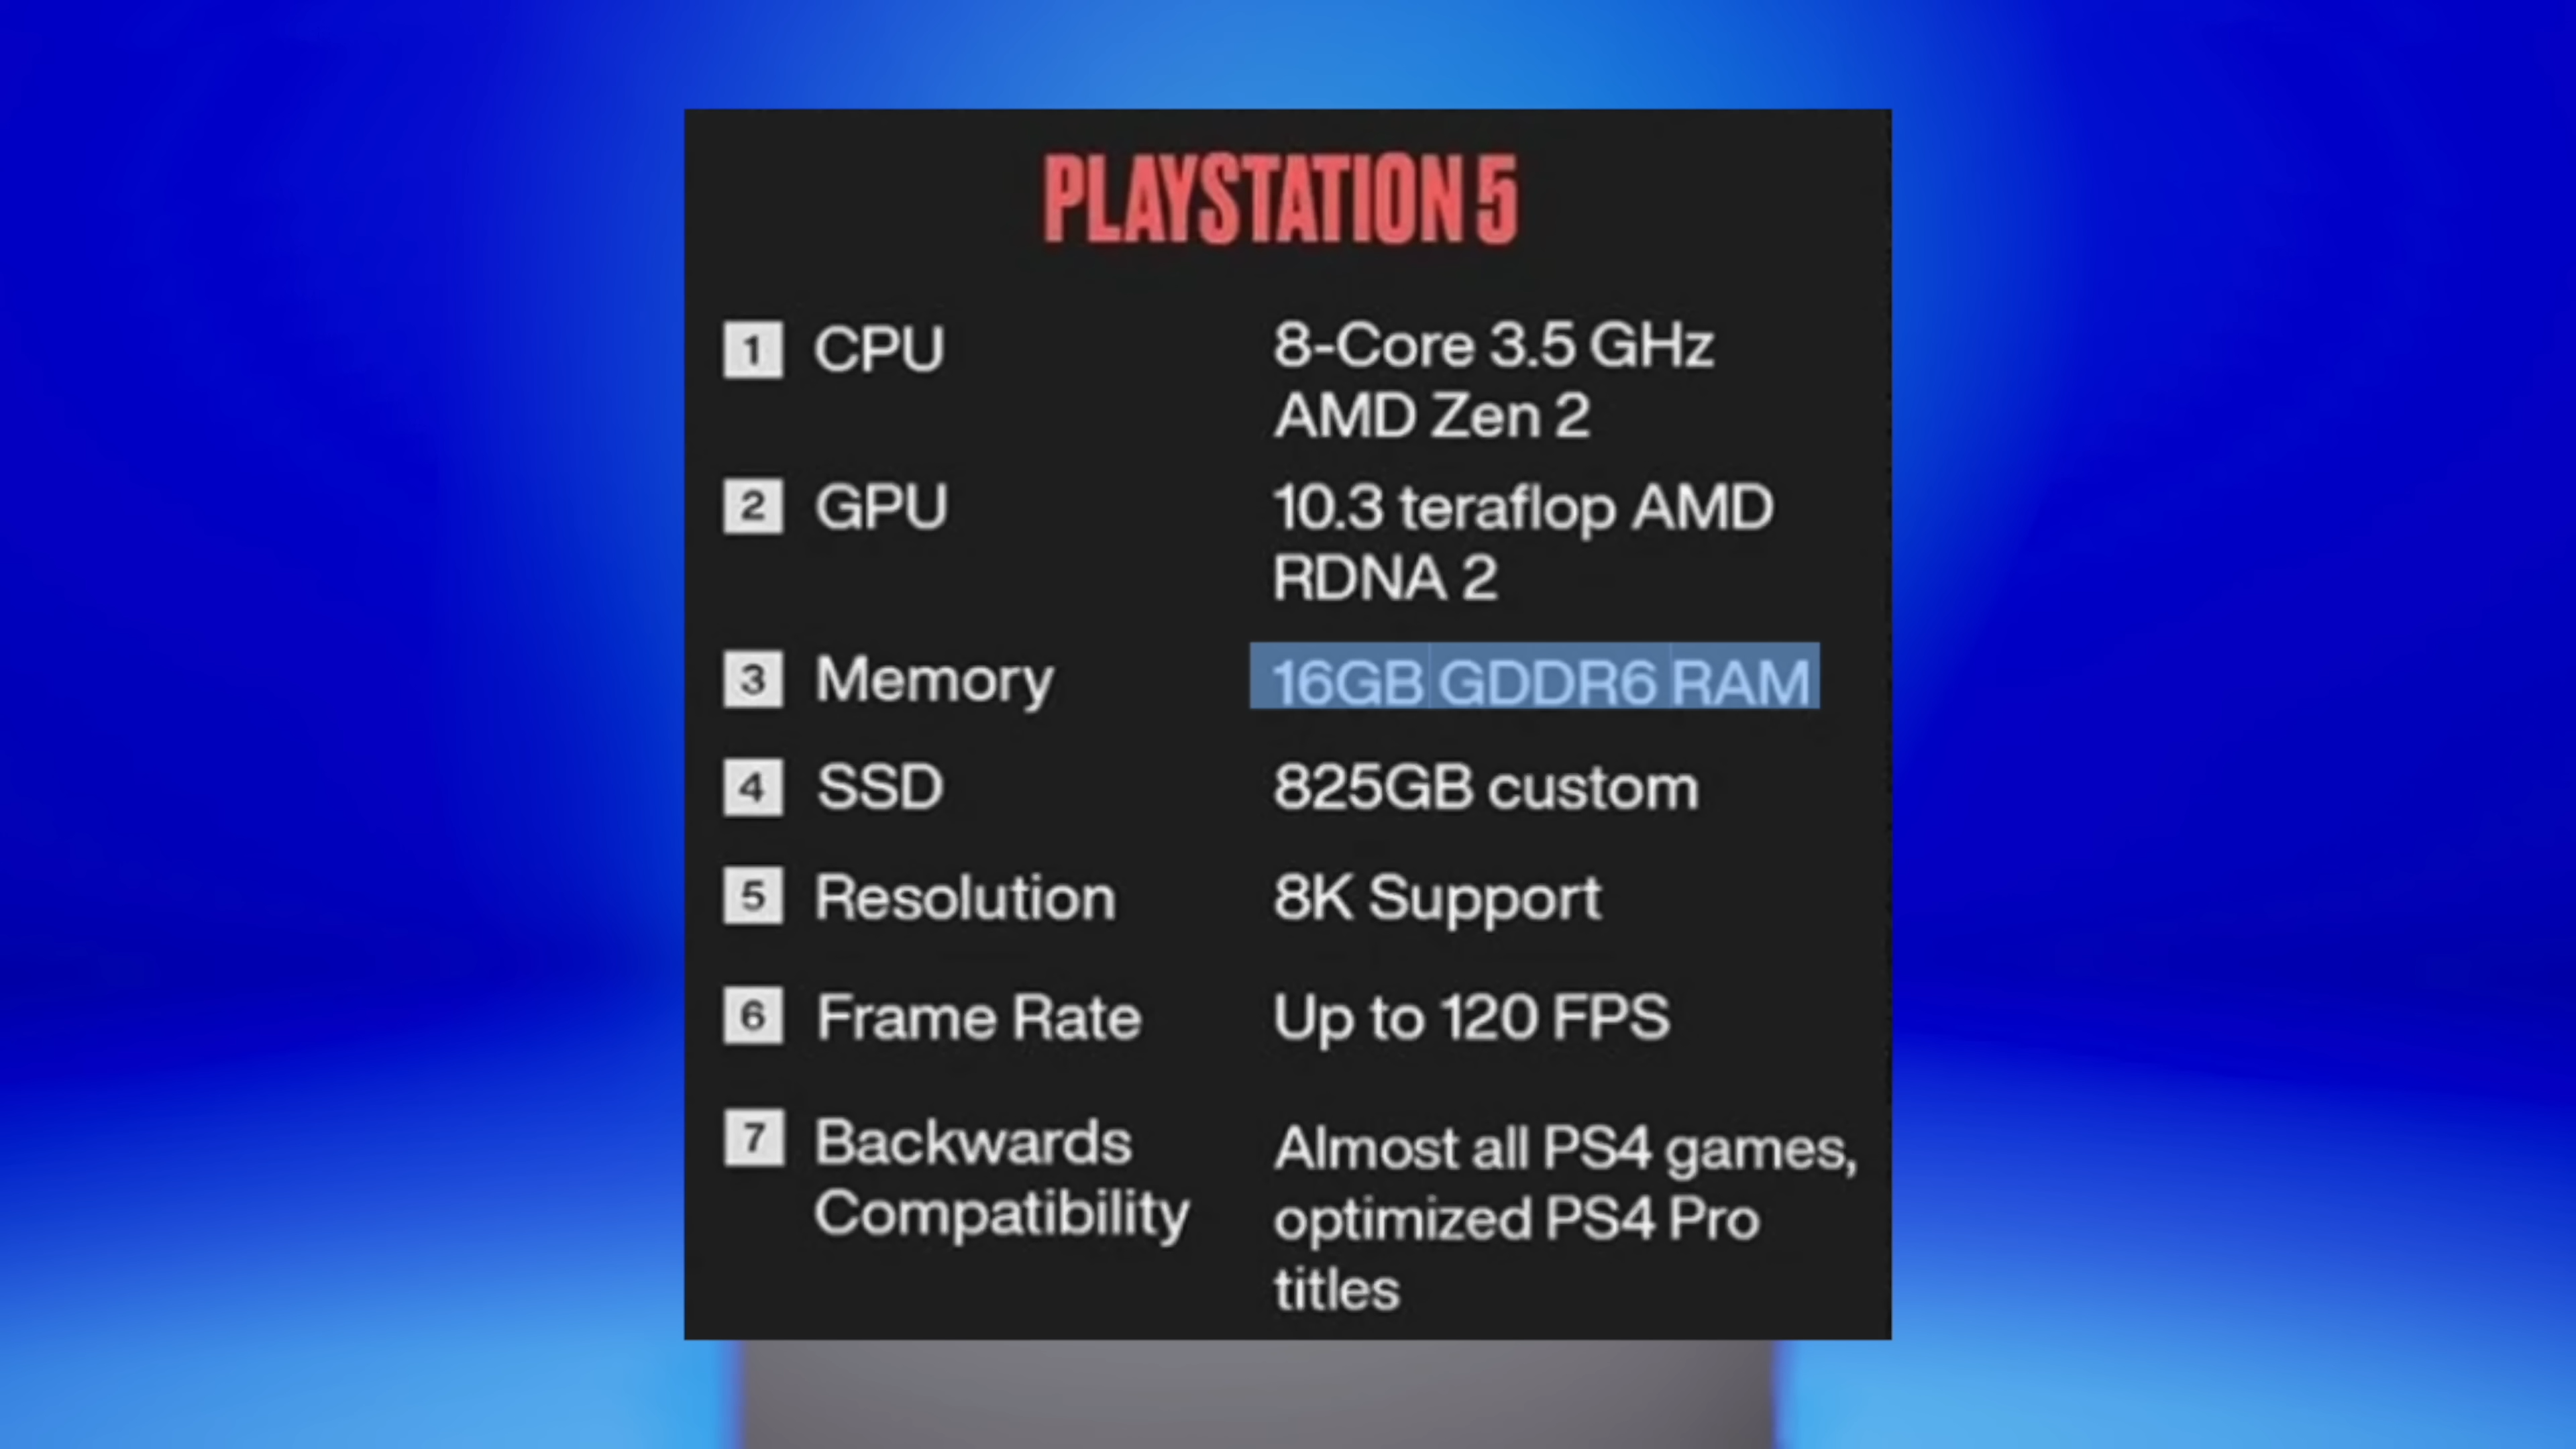 PLAYSTATION 5
1 CPU 8-Core 3.5 GHz
AMD Zen 2
2 GPU 10.3 teraflop AMD
RDNA 2
3 Memory 16GB GDDR6 RAM
4 SSD 825GB custom
5 Resolution 8K Support
6 Frame Rate Up to 120 FPS
7 Backwards
Compatibility
Almost all PS4 games,
optimized PS4 Pro
titles